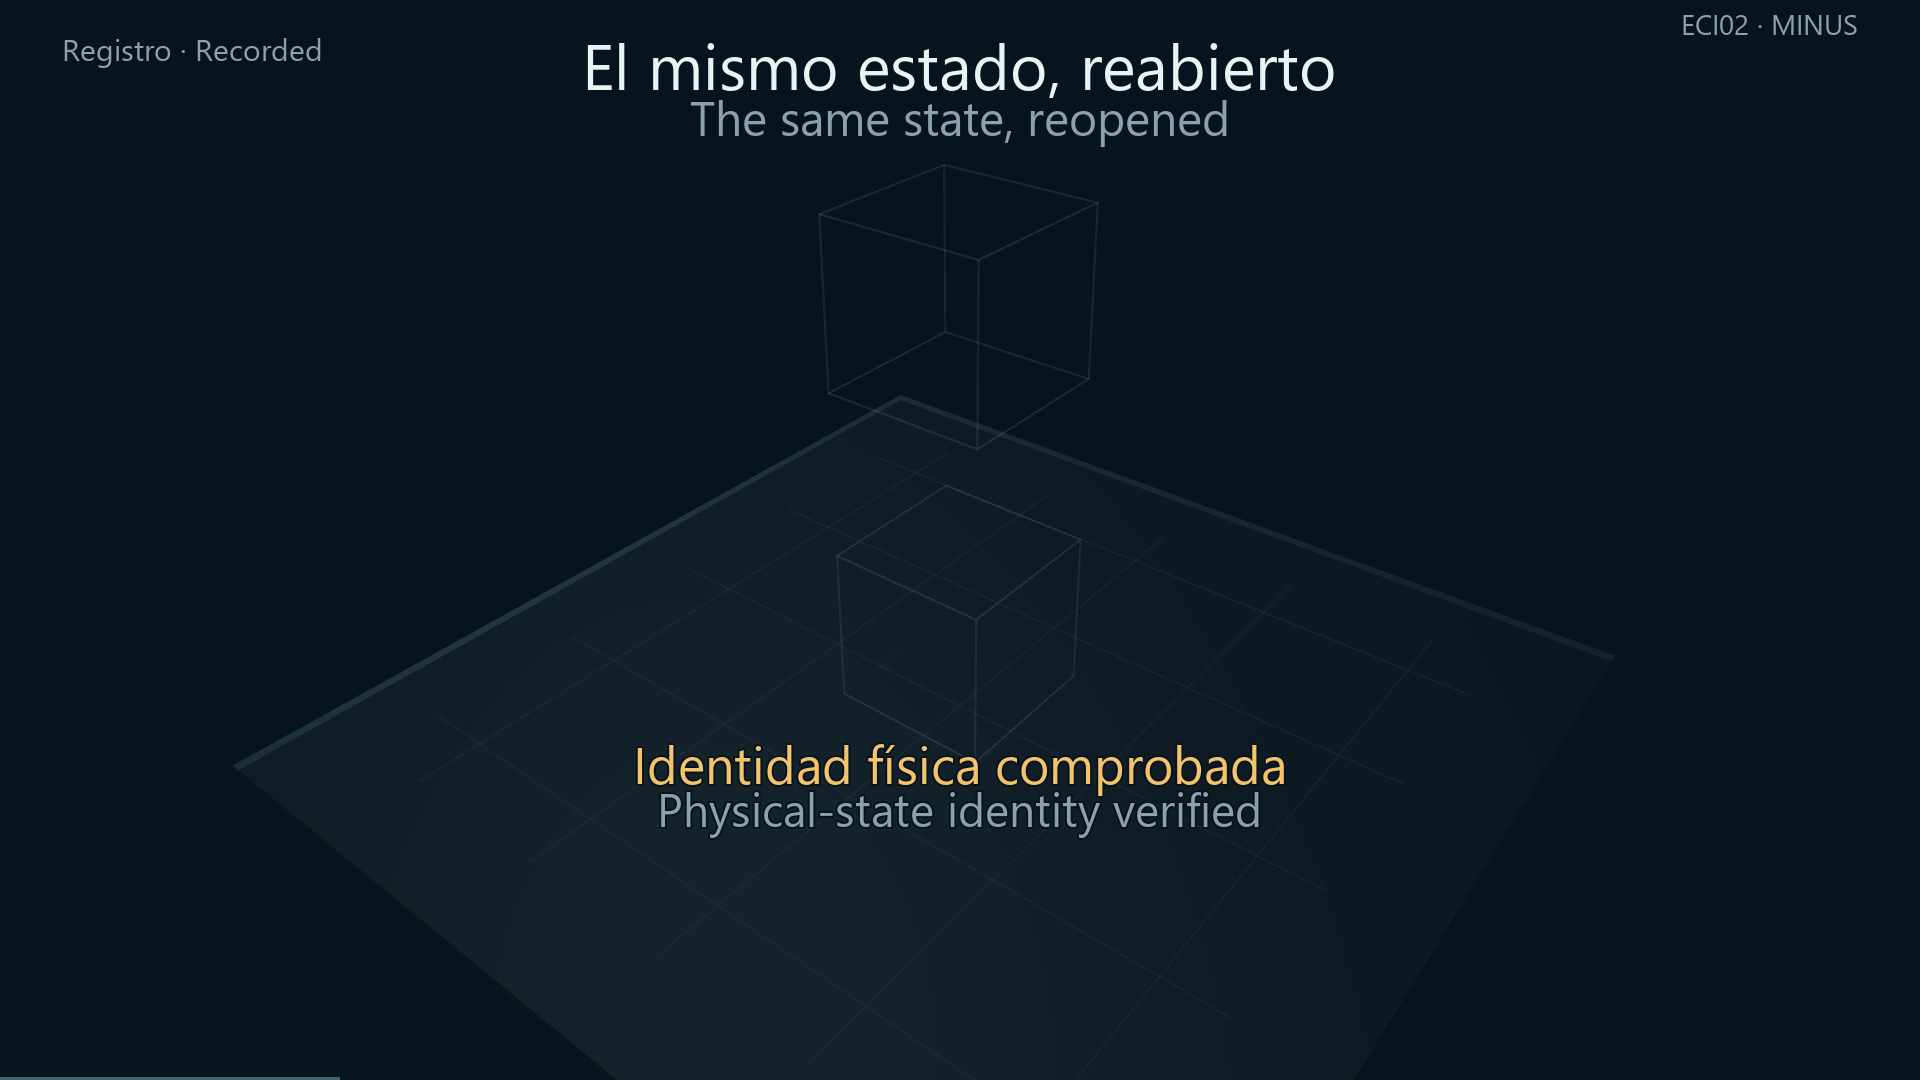 Registro · Recorded
ECI02 · MINUS
El mismo estado, reabierto
The same state, reopened
Identidad física comprobada
Physical-state identity verified